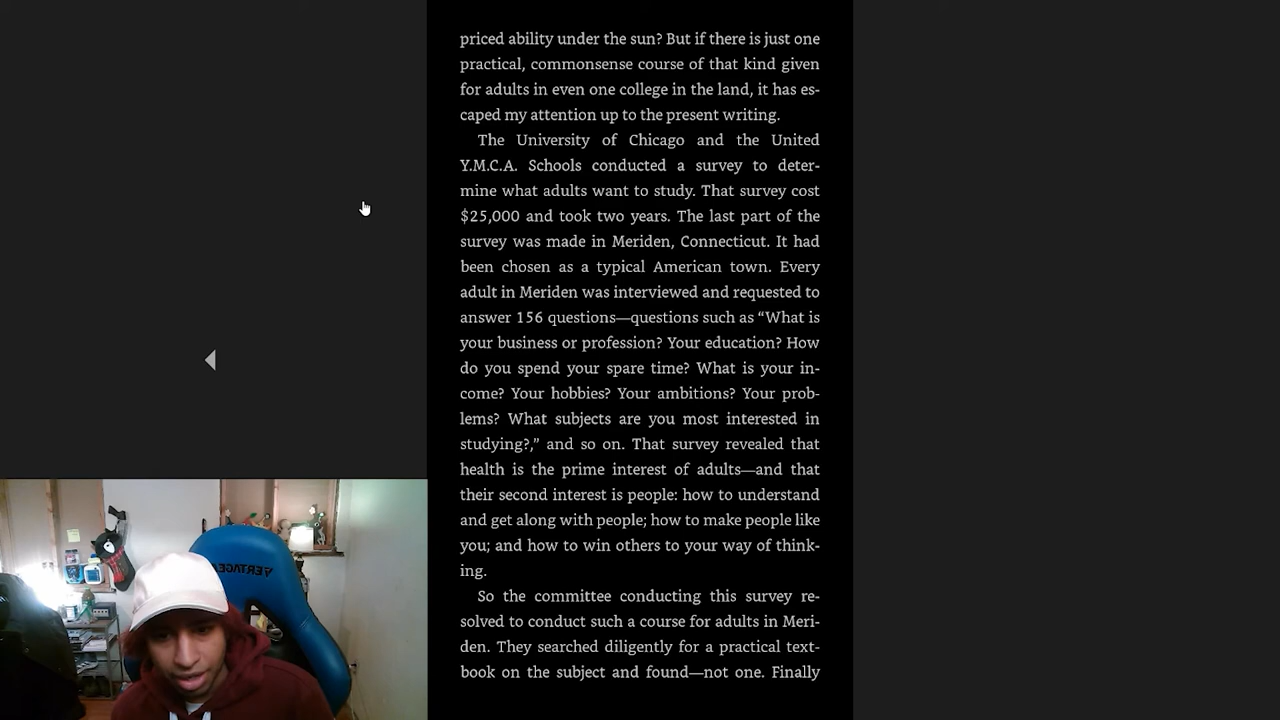 priced ability under the sun? But if there is just one
practical, commonsense course of that kind given
for adults in even one college in the land, it has es-
caped my attention up to the present writing.
The University of Chicago and the United
Y.M.C.A. Schools conducted a survey to deter-
mine what adults want to study. That survey cost
$25,000 and took two years. The last part of the
survey was made in Meriden, Connecticut. It had
been chosen as a typical American town. Every
adult in Meriden was interviewed and requested to
answer 156 questions—questions such as “What is
your business or profession? Your education? How
do you spend your spare time? What is your in-
come? Your hobbies? Your ambitions? Your prob-
lems? What subjects are you most interested in
studying?,” and so on. That survey revealed that
health is the prime interest of adults—and that
their second interest is people: how to understand
and get along with people; how to make people like
you; and how to win others to your way of think-
ing.
So the committee conducting this survey re-
solved to conduct such a course for adults in Meri-
den. They searched diligently for a practical text-
book on the subject and found—not one. Finally
VERTAGEAR